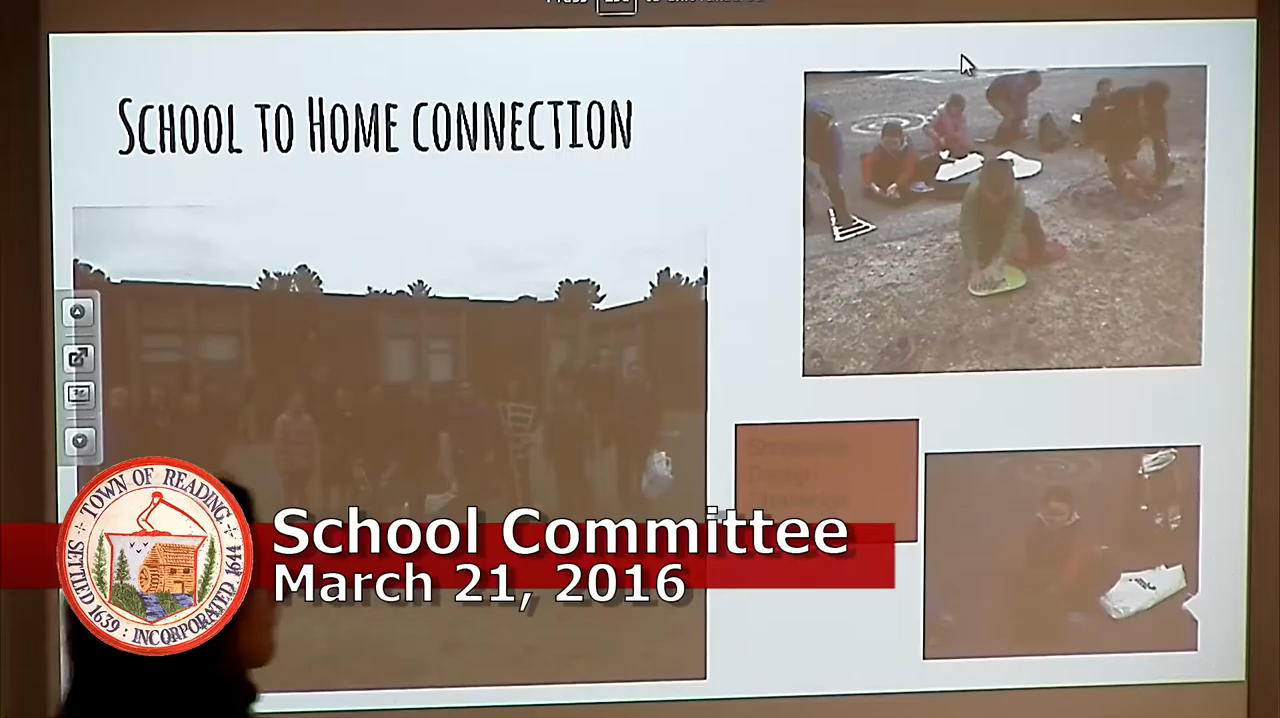 SCHOOL TO HOME CONNECTION
TOWN OF READING
SETTLED 1639 : INCORPORATED 1644
School Committee
March 21, 2016